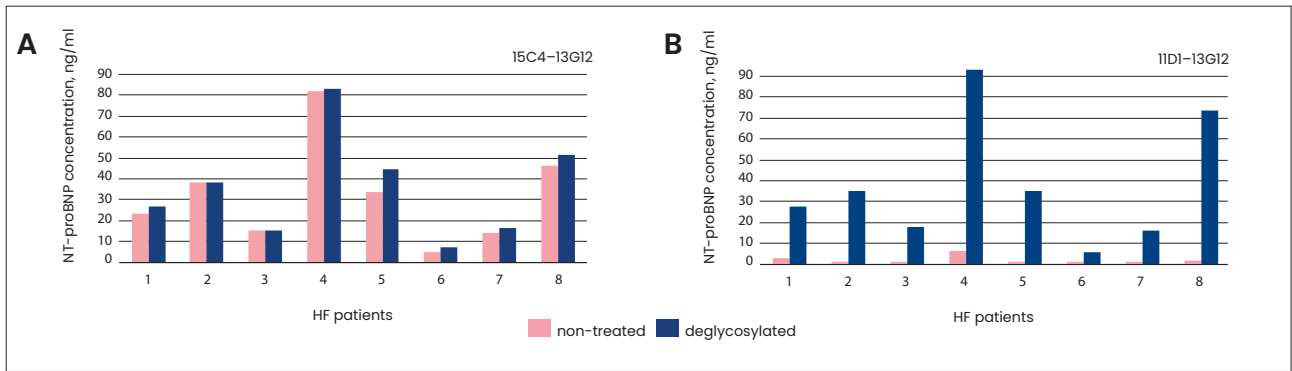 A
NT-proBNP concentration, ng/ml
15C4–13G12
90
80
70
60
50
40
30
20
10
0
1 2 3 4 5 6 7 8
HF patients
B
NT-proBNP concentration, ng/ml
11D1–13G12
90
80
70
60
50
40
30
20
10
0
1 2 3 4 5 6 7 8
HF patients
non-treated deglycosylated